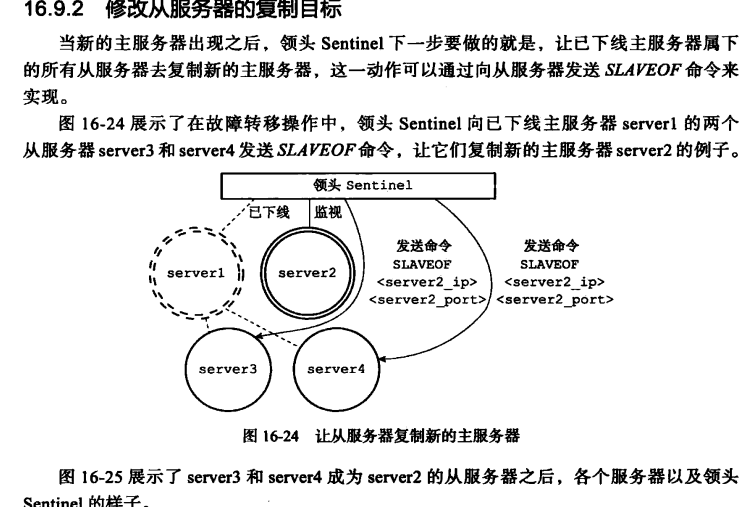 16.9.2 修改从服务器的复制目标
当新的主服务器出现之后，领头 Sentinel 下一步要做的就是，让已下线主服务器属下
的所有从服务器去复制新的主服务器，这一动作可以通过向从服务器发送 SLAVEOF 命令来
实现。
图 16-24 展示了在故障转移操作中，领头 Sentinel 向已下线主服务器 server1 的两个
从服务器 server3 和 server4 发送 SLAVEOF 命令，让它们复制新的主服务器 server2 的例子。
领头 Sentinel
已下线 监视
server1
server2
发送命令
SLAVEOF
<server2_ip>
<server2_port>
发送命令
SLAVEOF
<server2_ip>
<server2_port>
server3
server4
图 16-24 让从服务器复制新的主服务器
图 16-25 展示了 server3 和 server4 成为 server2 的从服务器之后，各个服务器以及领头
Sentinel 的样子。